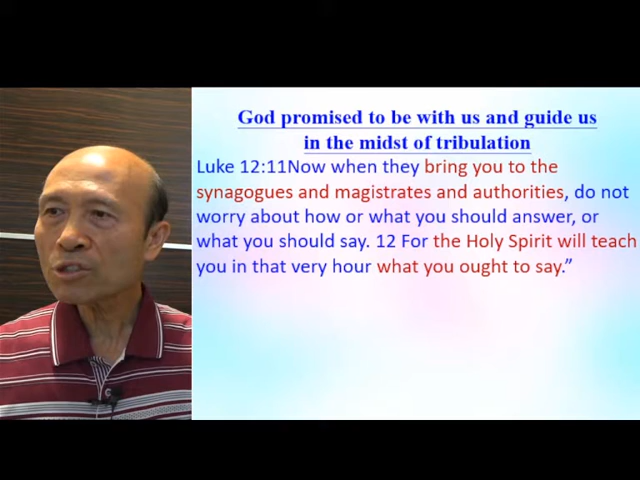 God promised to be with us and guide us
in the midst of tribulation
Luke 12:11Now when they bring you to the
synagogues and magistrates and authorities, do not
worry about how or what you should answer, or
what you should say. 12 For the Holy Spirit will teach
you in that very hour what you ought to say.”